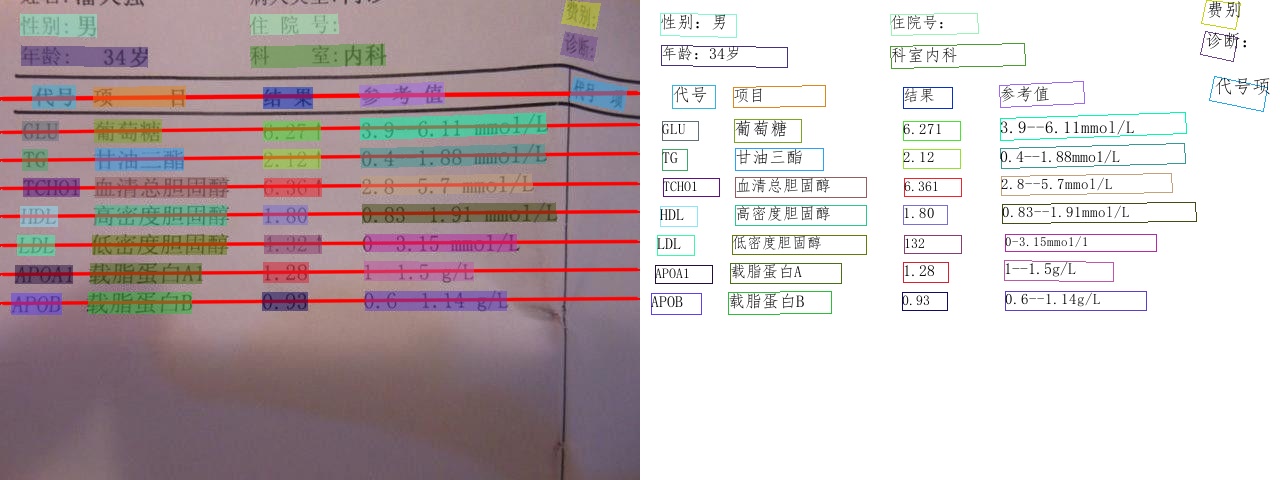 性别: 男 住院号: 费别:
年龄: 34岁 科 室: 内科 诊断:
代号 项 目 结 果 参 考 值 代号 项
GLU 葡萄糖 6.27↑ 3.9--6.11 mmol/L
TG 甘油三酯 2.12↑ 0.4--1.88 mmol/L
TCHO1 血清总胆固醇 6.36↑ 2.8--5.7 mmol/L
HDL 高密度胆固醇 1.80 0.83--1.91 mmol/L
LDL 低密度胆固醇 4.32↑ 0--3.15 mmol/L
APOA1 载脂蛋白A1 1.28 1--1.5 g/L
APOB 载脂蛋白B 0.93 0.6--1.14 g/L
性别: 男 住院号: 费别
年龄: 34岁 科室内科 诊断:
代号 项目 结果 参考值 代号项
GLU 葡萄糖 6.271 3.9--6.11mmol/L
TG 甘油三酯 2.12 0.4--1.88mmol/L
TCHO1 血清总胆固醇 6.361 2.8--5.7mmol/L
HDL 高密度胆固醇 1.80 0.83--1.91mmol/L
LDL 低密度胆固醇 132 0-3.15mmol/1
APOA1 载脂蛋白A 1.28 1--1.5g/L
APOB 载脂蛋白B 0.93 0.6--1.14g/L